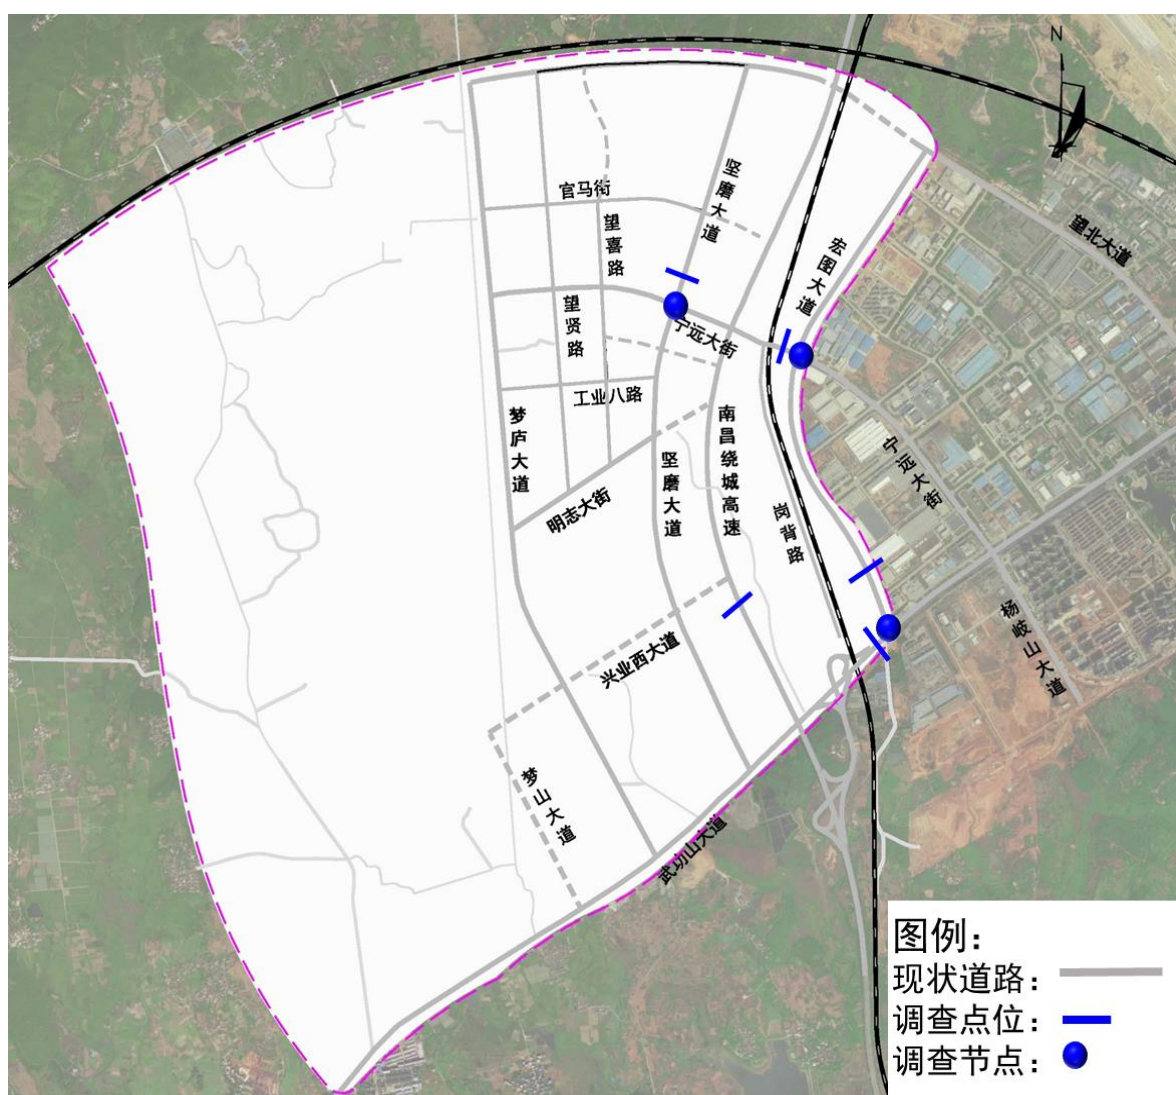 N
官马街
坚磨大道
望喜路
望北大道
宏图大道
望贤路
宁远大街
工业八路
梦庐大道
南昌绕城高速
宁远大街
坚磨大道
明志大街
岗背路
杨岐山大道
兴业西大道
梦山大道
武功山大道
图例：
现状道路：
调查点位：
调查节点：